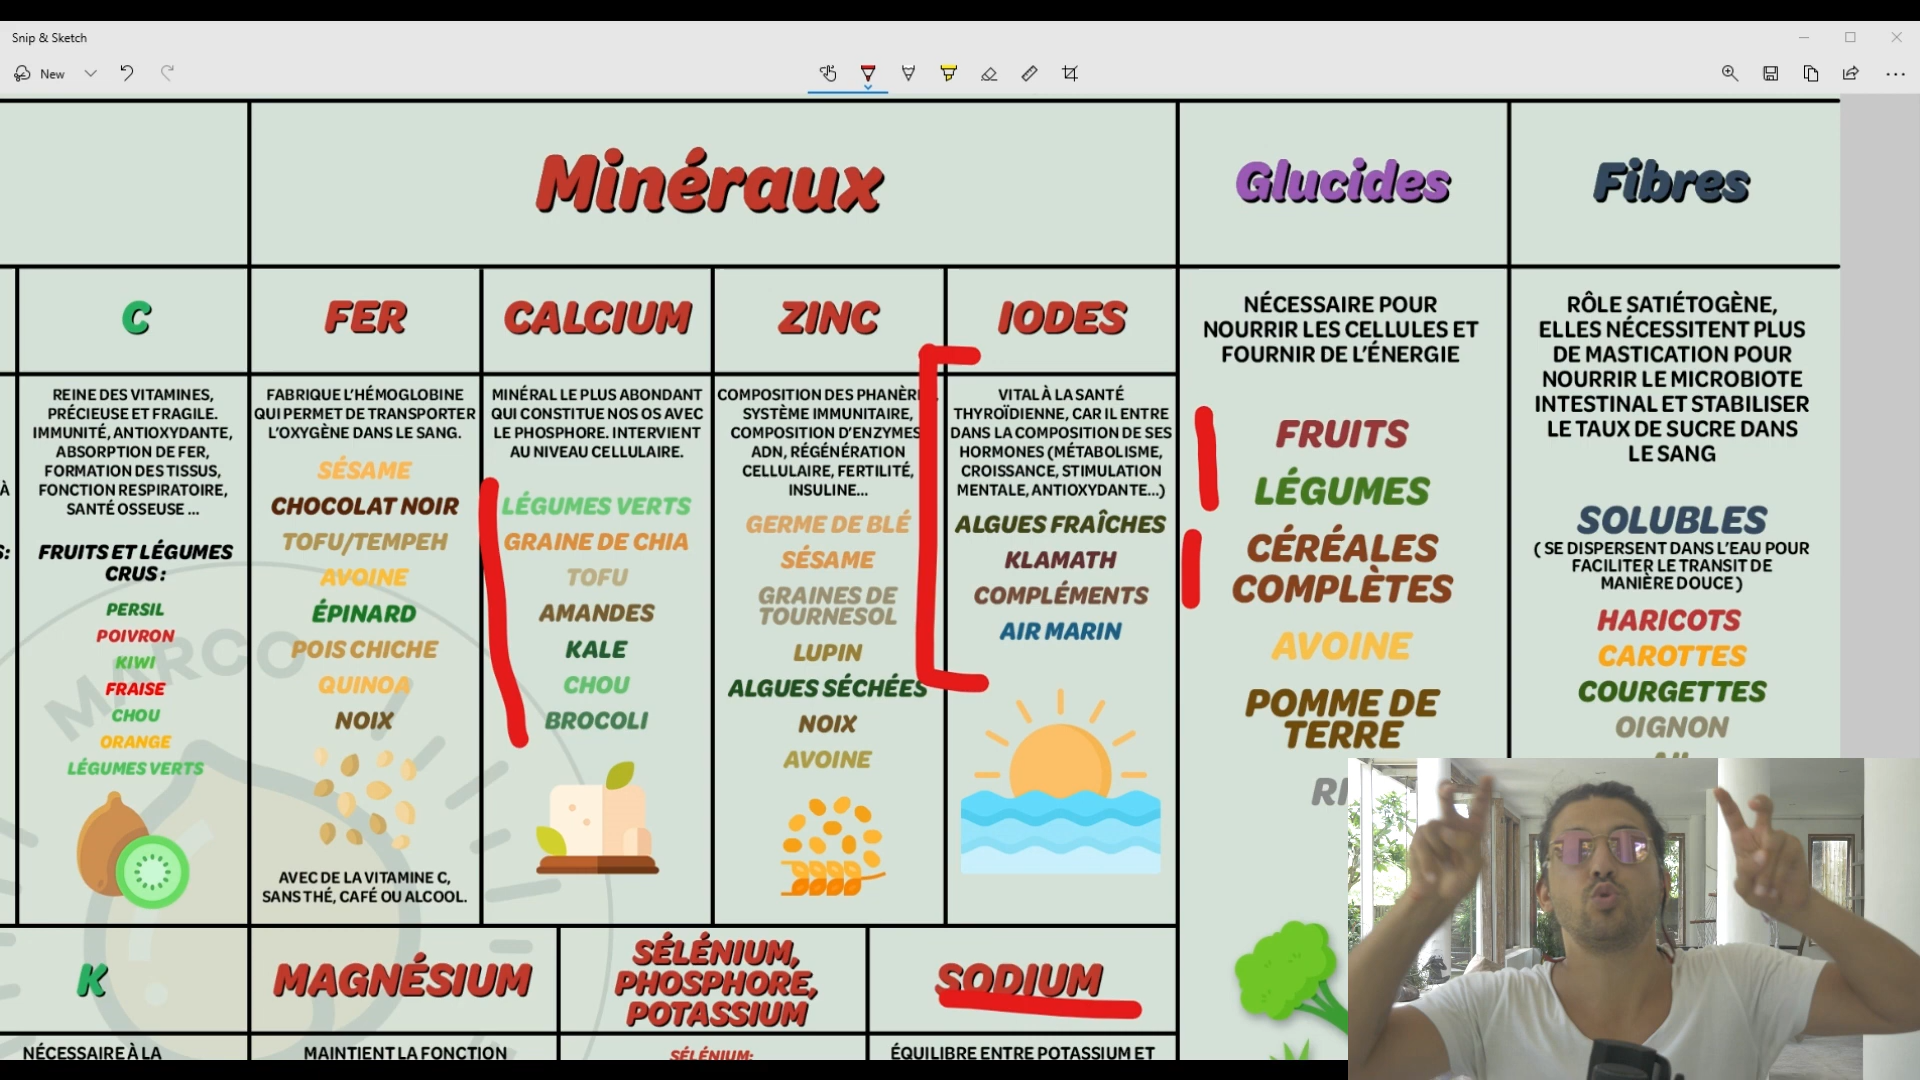 Snip & Sketch
New
Minéraux
Glucides
Fibres
C
FER
CALCIUM
ZINC
IODES
REINE DES VITAMINES,
PRÉCIEUSE ET FRAGILE.
IMMUNITÉ, ANTIOXYDANTE,
ABSORPTION DE FER,
FORMATION DES TISSUS,
FONCTION RESPIRATOIRE,
SANTÉ OSSEUSE ...
FRUITS ET LÉGUMES
CRUS :
PERSIL
POIVRON
KIWI
FRAISE
CHOU
ORANGE
LÉGUMES VERTS
FABRIQUE L'HÉMOGLOBINE
QUI PERMET DE TRANSPORTER
L'OXYGÈNE DANS LE SANG.
SÉSAME
CHOCOLAT NOIR
TOFU/TEMPEH
AVOINE
ÉPINARD
POIS CHICHE
QUINOA
NOIX
AVEC DE LA VITAMINE C,
SANS THÉ, CAFÉ OU ALCOOL.
MINÉRAL LE PLUS ABONDANT
QUI CONSTITUE NOS OS AVEC
LE PHOSPHORE. INTERVIENT
AU NIVEAU CELLULAIRE.
LÉGUMES VERTS
GRAINE DE CHIA
TOFU
AMANDES
KALE
CHOU
BROCOLI
COMPOSITION DES
SYSTÈME IMMUNITAIRE,
COMPOSITION D'ENZYMES
ADN, RÉGÉNÉRATION
CELLULAIRE, FERTILITÉ,
INSULINE...
GERME DE BLÉ
SÉSAME
GRAINES DE
TOURNESOL
LUPIN
ALGUES SÉCHÉES
NOIX
AVOINE
VITAL À LA SANTÉ
THYROÏDIENNE, CAR IL ENTRE
DANS LA COMPOSITION DE SES
HORMONES (MÉTABOLISME,
CROISSANCE, STIMULATION
MENTALE, ANTIOXYDANTE...)
ALGUES FRAÎCHES
KLAMATH
COMPLÉMENTS
AIR MARIN
NÉCESSAIRE POUR
NOURRIR LES CELLULES ET
FOURNIR DE L'ÉNERGIE
FRUITS
LÉGUMES
CÉRÉALES
COMPLÈTES
AVOINE
POMME DE
TERRE
RÔLE SATIÉTOGÈNE,
ELLES NÉCESSITENT PLUS
DE MASTICATION POUR
NOURRIR LE MICROBIOTE
INTESTINAL ET STABILISER
LE TAUX DE SUCRE DANS
LE SANG
SOLUBLES
( SE DISPERSENT DANS L'EAU POUR
FACILITER LE TRANSIT DE
MANIÈRE DOUCE )
HARICOTS
CAROTTES
COURGETTES
OIGNON
MARCO
K
MAGNÉSIUM
SÉLÉNIUM,
PHOSPHORE,
POTASSIUM
SODIUM
NÉCESSAIRE À LA
MAINTIENT LA FONCTION
SÉLÉNIUM:
ÉQUILIBRE ENTRE POTASSIUM ET